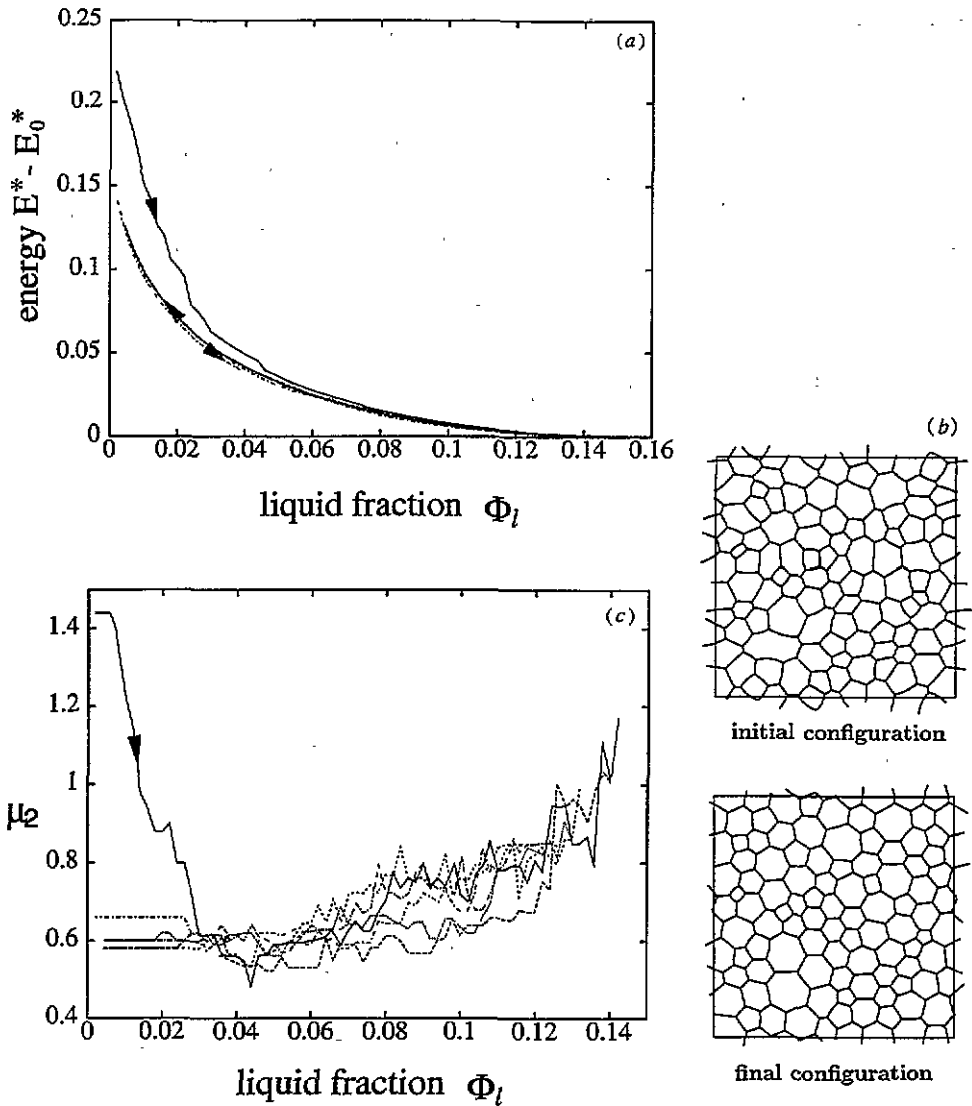 (a)
0.25
0.2
0.15
0.1
0.05
0
energy E* - E₀*
0 0.02 0.04 0.06 0.08 0.1 0.12 0.14 0.16
liquid fraction Φₗ
(b)
initial configuration
final configuration
(c)
1.4
1.2
1
0.8
0.6
0.4
μ₂
0 0.02 0.04 0.06 0.08 0.1 0.12 0.14
liquid fraction Φₗ